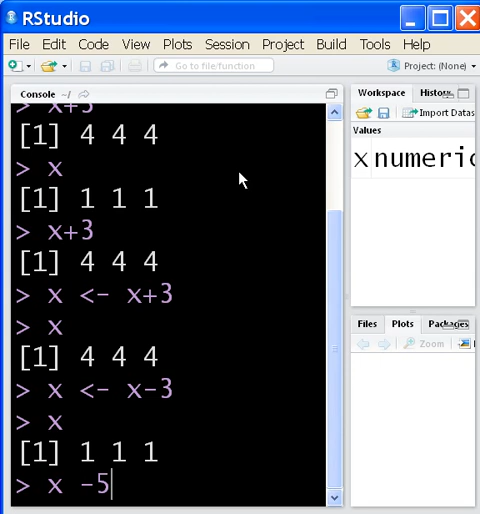 RStudio
File Edit Code View Plots Session Project Build Tools Help
Go to file/function Project: (None)
Console ~/
> x+3
[1] 4 4 4
> x
[1] 1 1 1
> x+3
[1] 4 4 4
> x <- x+3
> x
[1] 4 4 4
> x <- x-3
> x
[1] 1 1 1
> x -5
Workspace History
Import Datas
Values
x numeric
Files Plots Packages
Zoom